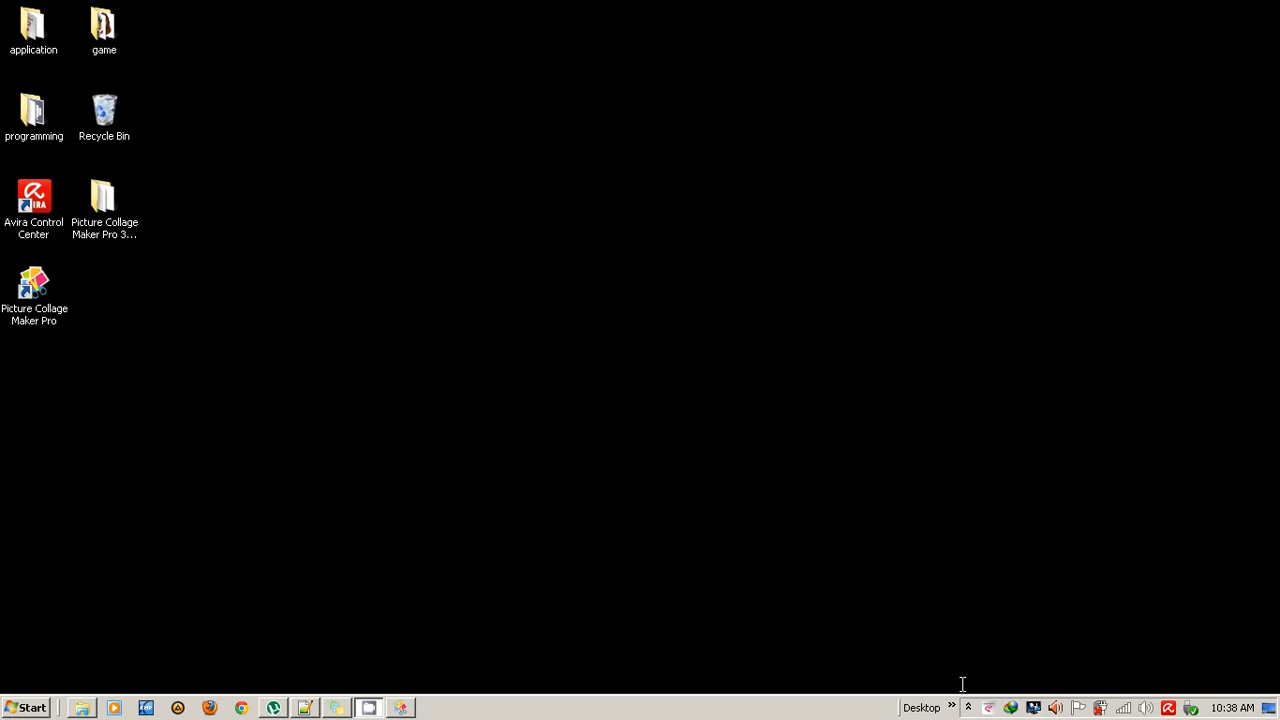 application
game
programming
Recycle Bin
Avira Control
Center
Picture Collage
Maker Pro 3...
Picture Collage
Maker Pro
Start
Desktop
10:38 AM